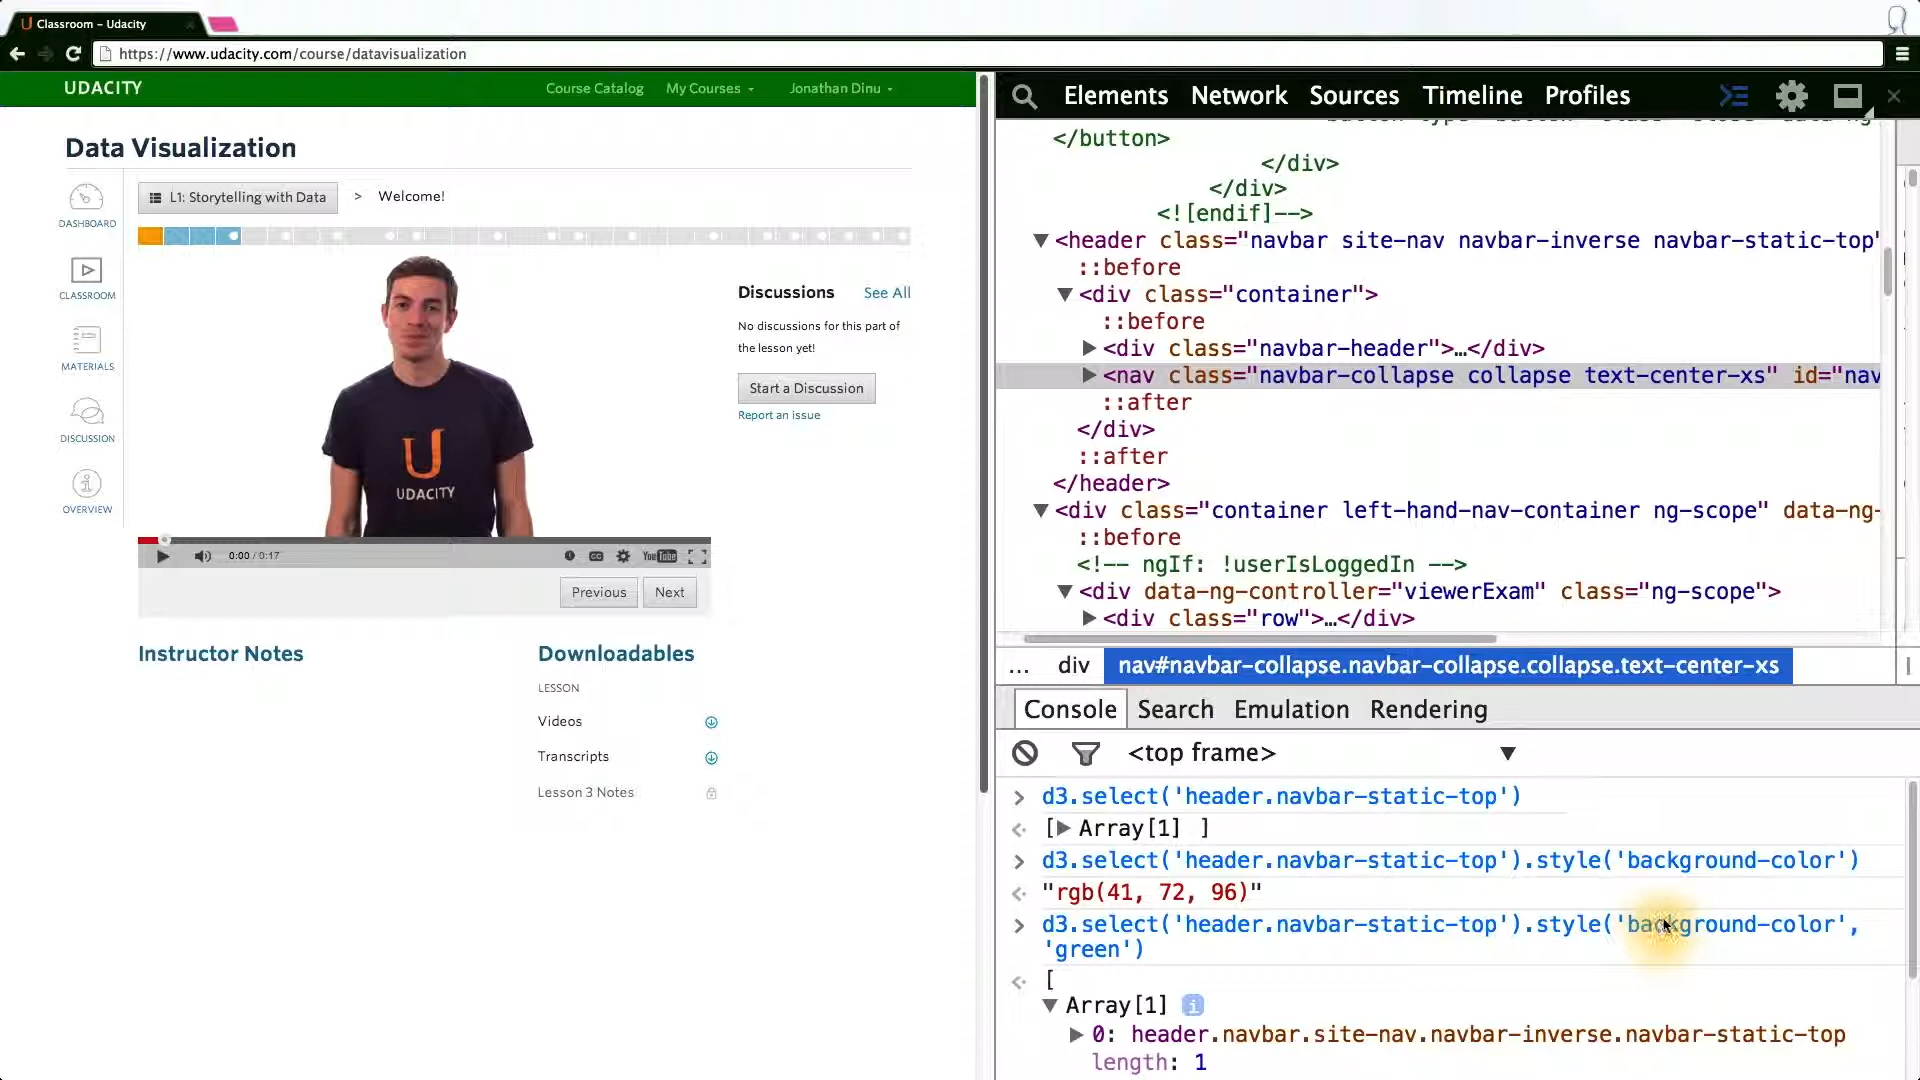 Classroom – Udacity
https://www.udacity.com/course/datavisualization
UDACITY
Course Catalog
My Courses
Jonathan Dinu
Data Visualization
L1: Storytelling with Data > Welcome!
DASHBOARD
CLASSROOM
MATERIALS
DISCUSSION
OVERVIEW
U
UDACITY
Discussions See All
No discussions for this part of
the lesson yet!
Start a Discussion
Report an issue
0:00 / 0:17
CC
YouTube
Previous
Next
Instructor Notes
Downloadables
LESSON
Videos
Transcripts
Lesson 3 Notes
Elements Network Sources Timeline Profiles
</button>
</div>
</div>
<![endif]-->
<header class="navbar site-nav navbar-inverse navbar-static-top"
::before
<div class="container">
::before
<div class="navbar-header">…</div>
<nav class="navbar-collapse collapse text-center-xs" id="nav
::after
</div>
::after
</header>
<div class="container left-hand-nav-container ng-scope" data-ng-
::before
<!-- ngIf: !userIsLoggedIn -->
<div data-ng-controller="viewerExam" class="ng-scope">
<div class="row">…</div>
... div nav#navbar-collapse.navbar-collapse.collapse.text-center-xs
Console Search Emulation Rendering
<top frame>
> d3.select('header.navbar-static-top')
[ Array[1] ]
> d3.select('header.navbar-static-top').style('background-color')
"rgb(41, 72, 96)"
> d3.select('header.navbar-static-top').style('background-color',
'green')
[
Array[1] i
0: header.navbar.site-nav.navbar-inverse.navbar-static-top
length: 1